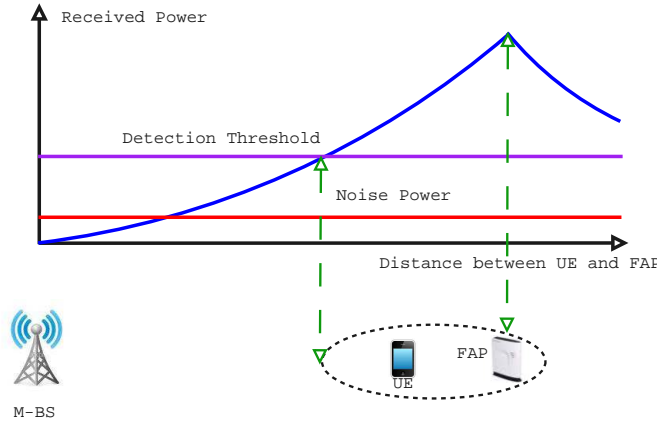 Received Power
Detection Threshold
Noise Power
Distance between UE and FAP
FAP
UE
M-BS